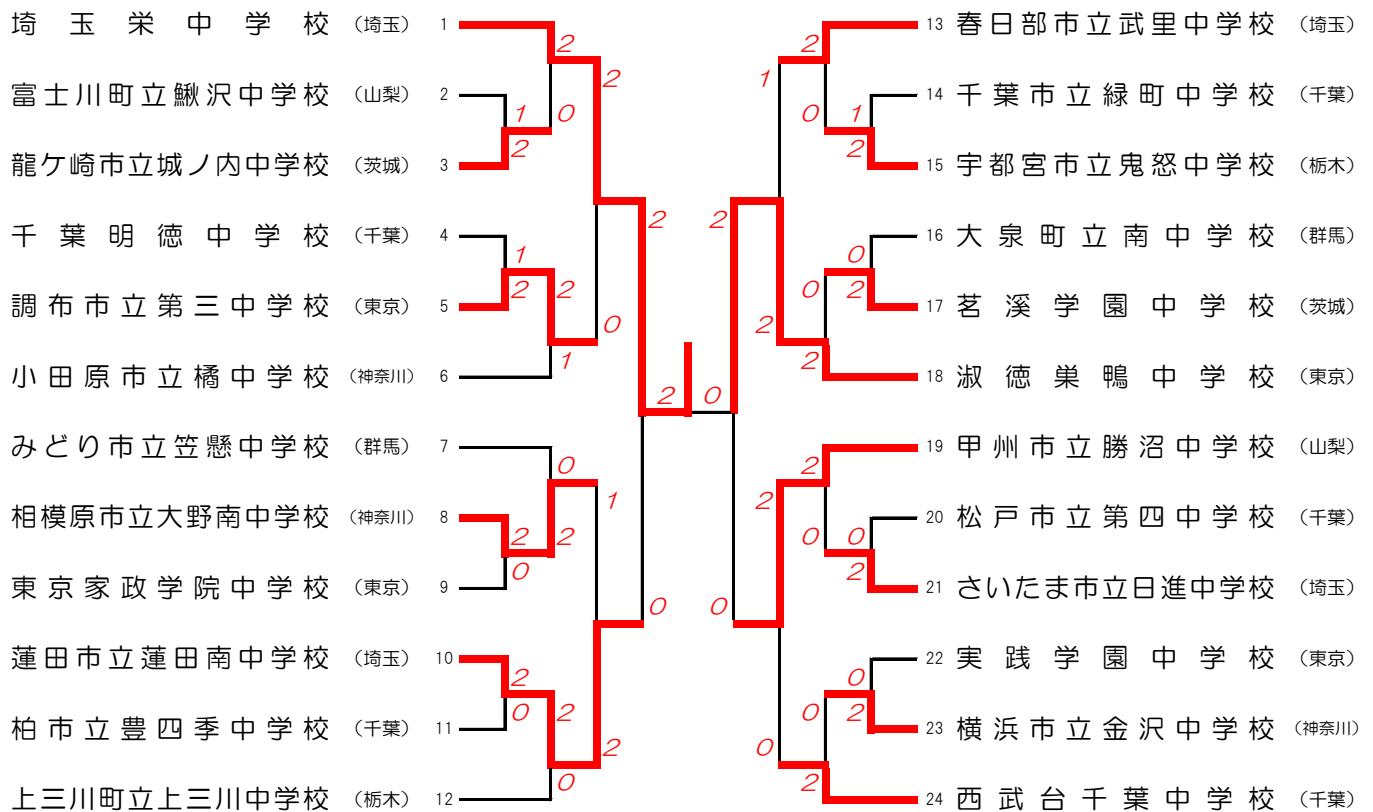 埼玉栄中学校 （埼玉） 1
富士川町立鰍沢中学校 （山梨） 2
龍ケ崎市立城ノ内中学校 （茨城） 3
千葉明徳中学校 （千葉） 4
調布市立第三中学校 （東京） 5
小田原市立橘中学校 （神奈川） 6
みどり市立笠懸中学校 （群馬） 7
相模原市立大野南中学校 （神奈川） 8
東京家政学院中学校 （東京） 9
蓮田市立蓮田南中学校 （埼玉） 10
柏市立豊四季中学校 （千葉） 11
上三川町立上三川中学校 （栃木） 12
2
2
1
0
2
1
2
2
0
1
2
0
1
2
2
0
0
2
0
2
2
0
2 0
2
1
0
1
2
2
0
0
2
2
2
2
2
0
0
2
0
0
0
2
0
2
13 春日部市立武里中学校 （埼玉）
14 千葉市立緑町中学校 （千葉）
15 宇都宮市立鬼怒中学校 （栃木）
16 大泉町立南中学校 （群馬）
17 茗溪学園中学校 （茨城）
18 淑徳巣鴨中学校 （東京）
19 甲州市立勝沼中学校 （山梨）
20 松戸市立第四中学校 （千葉）
21 さいたま市立日進中学校 （埼玉）
22 実践学園中学校 （東京）
23 横浜市立金沢中学校 （神奈川）
24 西武台千葉中学校 （千葉）